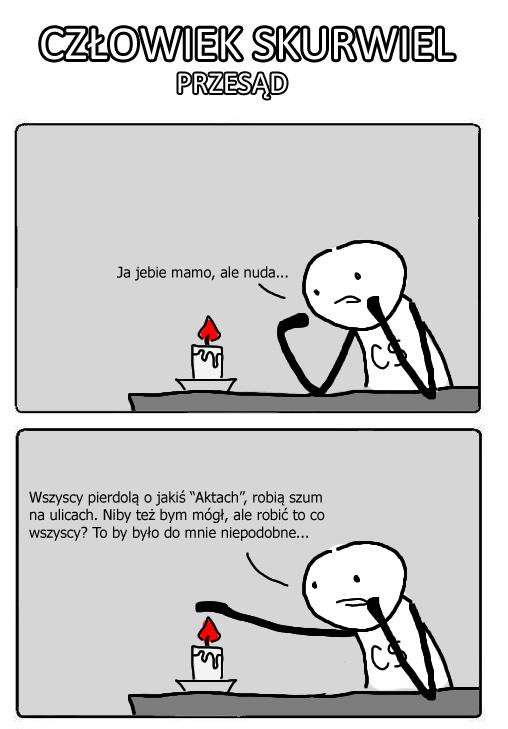 CZŁOWIEK SKURWIEL
PRZESĄD
Ja jebie mamo, ale nuda...
CS
Wszyscy pierdolą o jakiś “Aktach”, robią szum
na ulicach. Niby też bym mógł, ale robić to co
wszyscy? To by było do mnie niepodobne...
CS